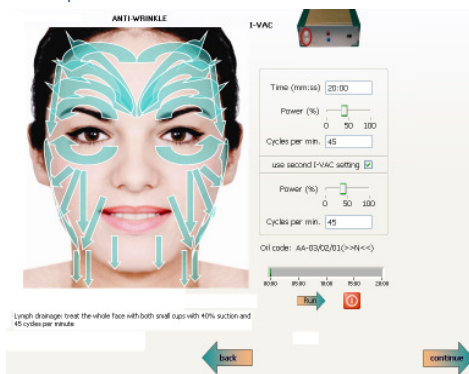 ANTI-WRINKLE
I-VAC
Time (mm:ss) 20:00
Power (%)
0 50 100
Cycles per min. 45
use second I-VAC setting
Power (%)
0 50 100
Cycles per min. 45
Oil code: AA-03/02/01(>>N<<)
00:00 05:00 10:00 15:00 20:00
Run
Lymph drainage: treat the whole face with both small cups with 40% suction and
45 cycles per minute
back
continue